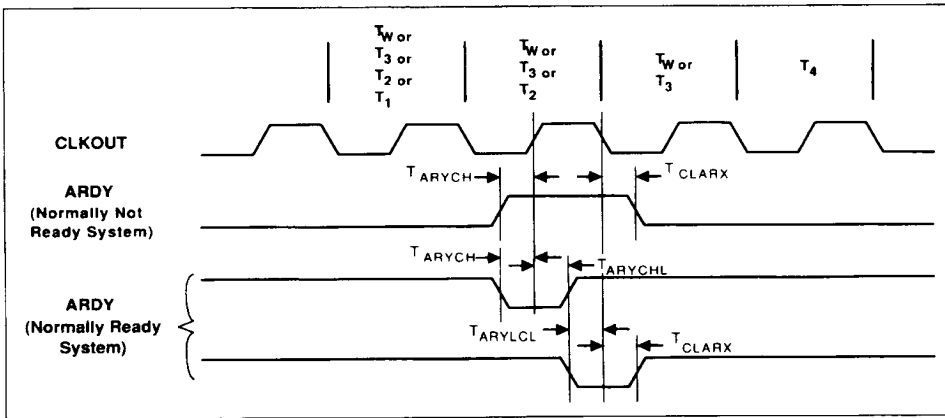 TW or
T3 or
T2 or
T1
TW or
T3 or
T2
TW or
T3
T4
CLKOUT
TARYCH
TCLARX
ARDY
(Normally Not
Ready System)
TARYCH
TARYCHL
ARDY
(Normally Ready
System)
TARYLCL
TCLARX